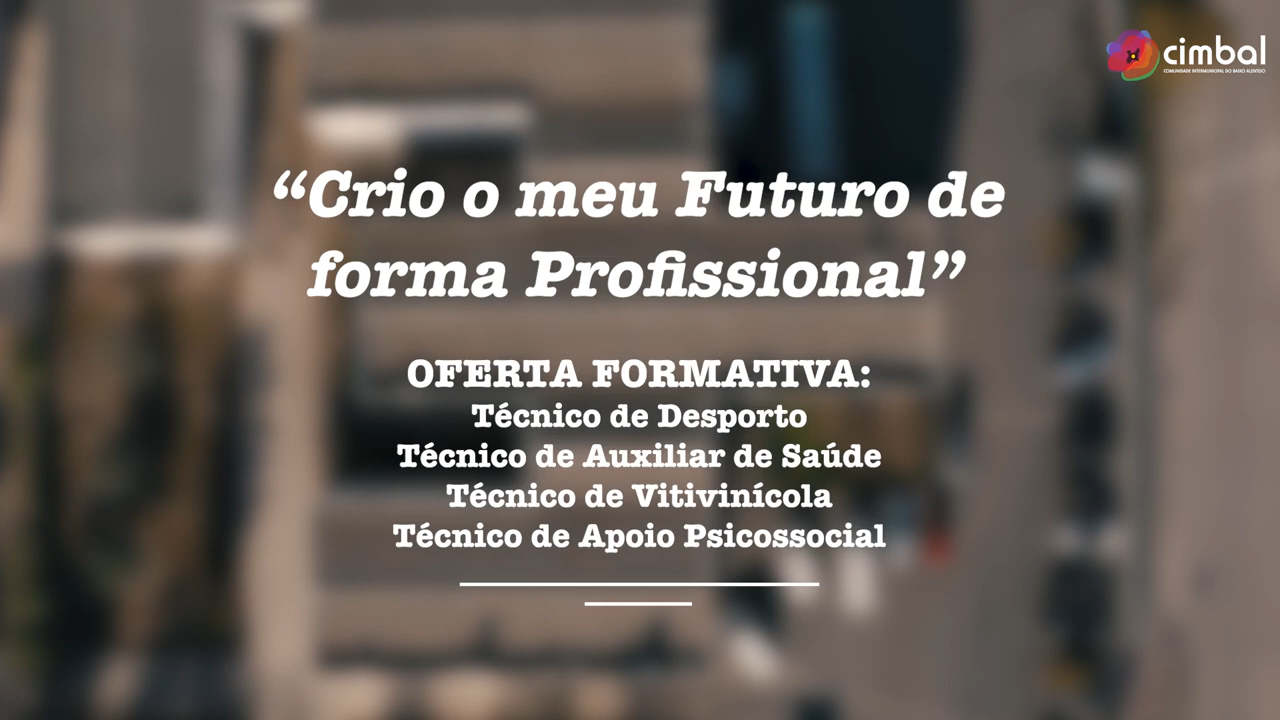 cimbal
COMUNIDADE INTERMUNICIPAL DO BAIXO ALENTEJO
“Crio o meu Futuro de
forma Profissional”
OFERTA FORMATIVA:
Técnico de Desporto
Técnico de Auxiliar de Saúde
Técnico de Vitivinícola
Técnico de Apoio Psicossocial